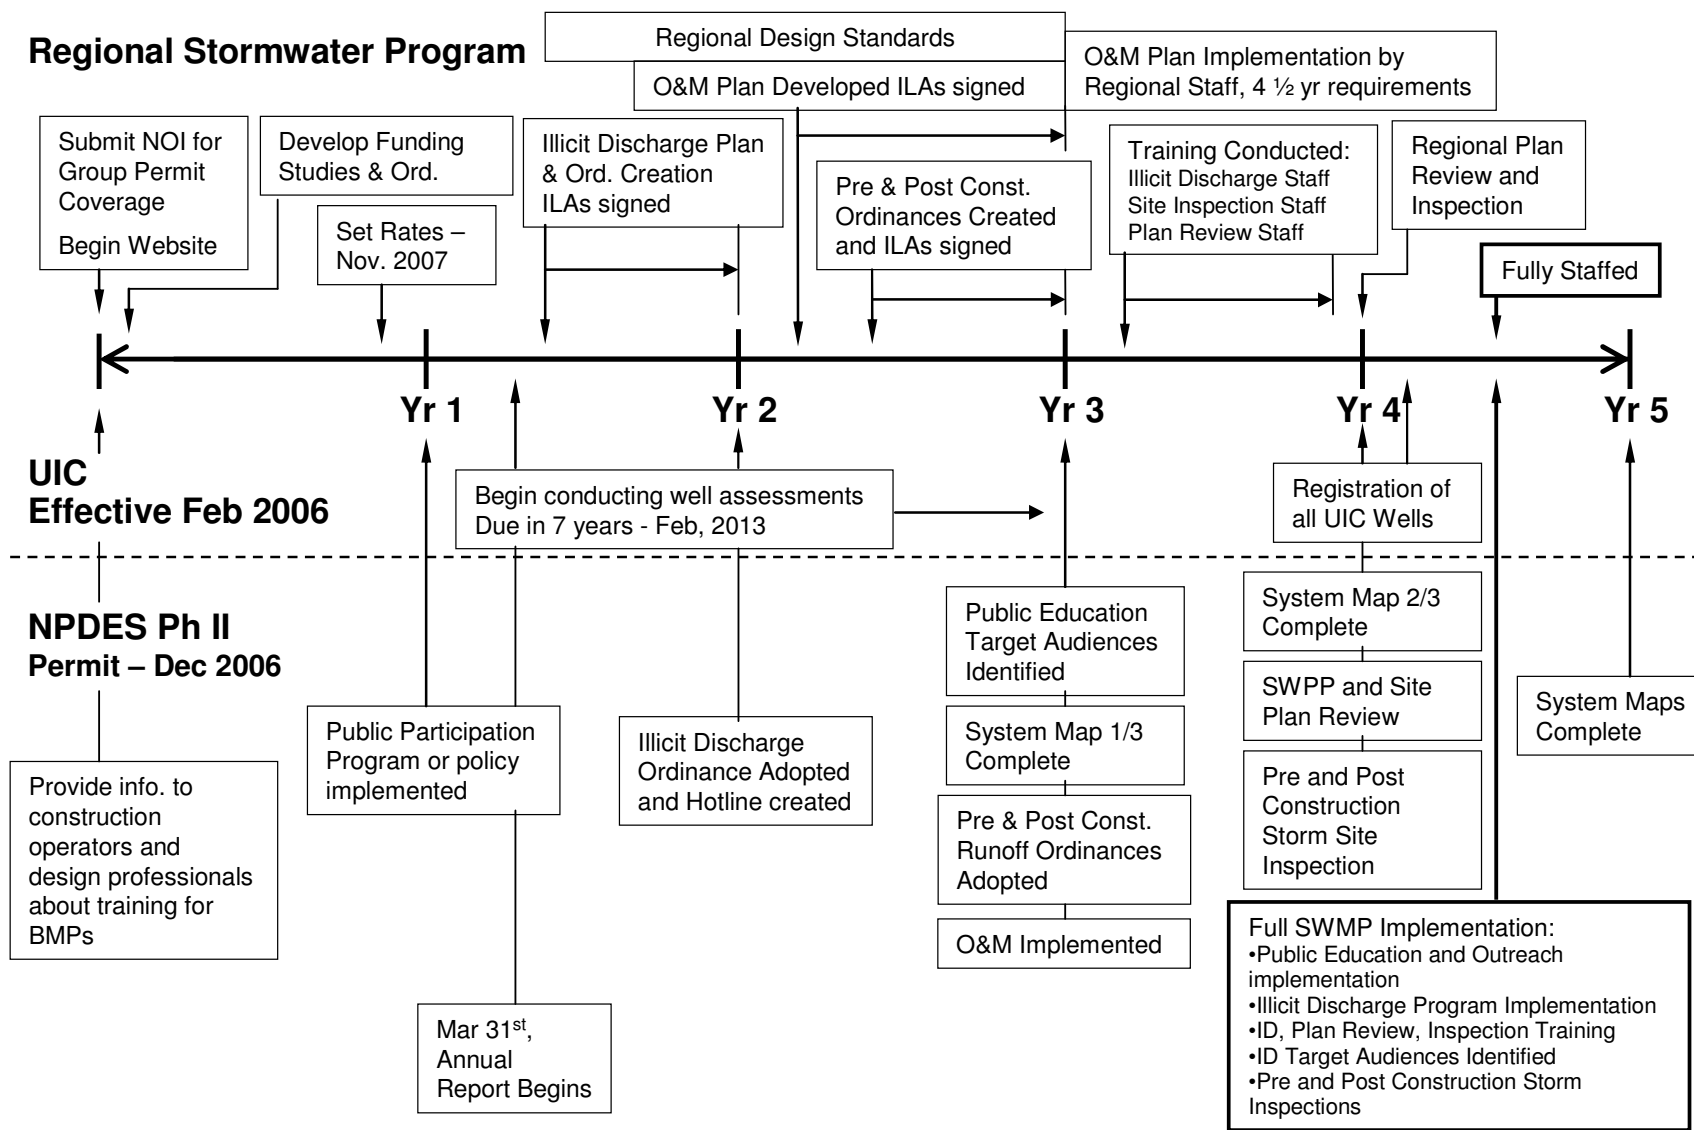 Regional Stormwater Program
Regional Design Standards
O&M Plan Developed ILAs signed
O&M Plan Implementation by
Regional Staff, 4 ½ yr requirements
Submit NOI for
Group Permit
Coverage
Begin Website
Develop Funding
Studies & Ord.
Set Rates –
Nov. 2007
Illicit Discharge Plan
& Ord. Creation
ILAs signed
Pre & Post Const.
Ordinances Created
and ILAs signed
Training Conducted:
Illicit Discharge Staff
Site Inspection Staff
Plan Review Staff
Regional Plan
Review and
Inspection
Fully Staffed
Yr 1
Yr 2
Yr 3
Yr 4
Yr 5
UIC
Effective Feb 2006
Begin conducting well assessments
Due in 7 years - Feb, 2013
Registration of
all UIC Wells
NPDES Ph II
Permit – Dec 2006
Provide info. to
construction
operators and
design professionals
about training for
BMPs
Public Participation
Program or policy
implemented
Mar 31st,
Annual
Report Begins
Illicit Discharge
Ordinance Adopted
and Hotline created
Public Education
Target Audiences
Identified
System Map 1/3
Complete
Pre & Post Const.
Runoff Ordinances
Adopted
O&M Implemented
System Map 2/3
Complete
SWPP and Site
Plan Review
Pre and Post
Construction
Storm Site
Inspection
System Maps
Complete
Full SWMP Implementation:
•Public Education and Outreach
implementation
•Illicit Discharge Program Implementation
•ID, Plan Review, Inspection Training
•ID Target Audiences Identified
•Pre and Post Construction Storm
Inspections